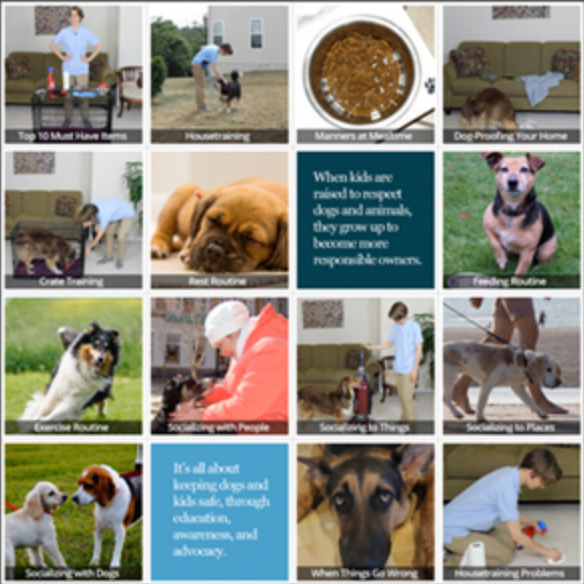 Top 10 Must Have Items
Housetraining
Manners at Mealtime
Dog-Proofing Your Home
Crate Training
Rest Routine
When kids are
raised to respect
dogs and animals,
they grow up to
become more
responsible owners.
Feeding Routine
Exercise Routine
Socializing with People
Socializing to Things
Socializing to Places
Socializing with Dogs
It's all about
keeping dogs and
kids safe, through
education,
awareness, and
advocacy.
When Things Go Wrong
Housetraining Problems